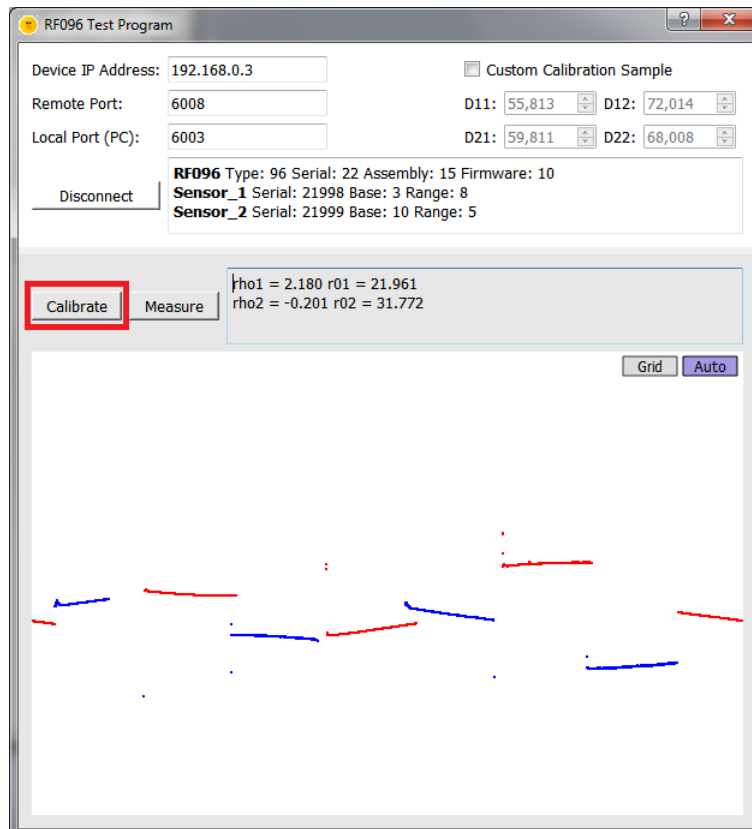 RF096 Test Program
Device IP Address: 192.168.0.3
Custom Calibration Sample
Remote Port: 6008
D11: 55,813 D12: 72,014
Local Port (PC): 6003
D21: 59,811 D22: 68,008
Disconnect
RF096 Type: 96 Serial: 22 Assembly: 15 Firmware: 10
Sensor_1 Serial: 21998 Base: 3 Range: 8
Sensor_2 Serial: 21999 Base: 10 Range: 5
Calibrate
Measure
rho1 = 2.180 r01 = 21.961
rho2 = -0.201 r02 = 31.772
Grid
Auto